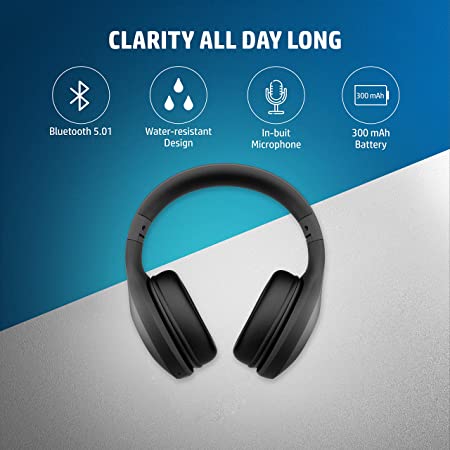 CLARITY ALL DAY LONG
300 mAh
Bluetooth 5.01
Water-resistant
Design
In-buit
Microphone
300 mAh
Battery